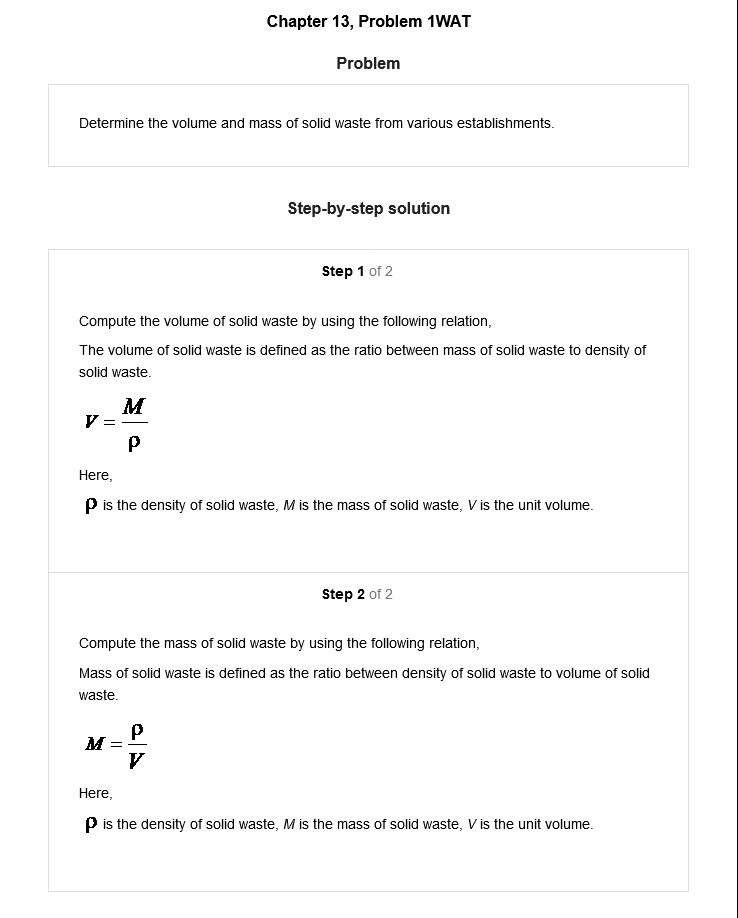 Chapter 13, Problem 1WAT
Problem
Determine the volume and mass of solid waste from various establishments.
Step-by-step solution
Step 1 of 2
Compute the volume of solid waste by using the following relation,
The volume of solid waste is defined as the ratio between mass of solid waste to density of
solid waste.
V = M/ρ
Here,
ρ is the density of solid waste, M is the mass of solid waste, V is the unit volume.
Step 2 of 2
Compute the mass of solid waste by using the following relation,
Mass of solid waste is defined as the ratio between density of solid waste to volume of solid
waste.
M = ρ/V
Here,
ρ is the density of solid waste, M is the mass of solid waste, V is the unit volume.